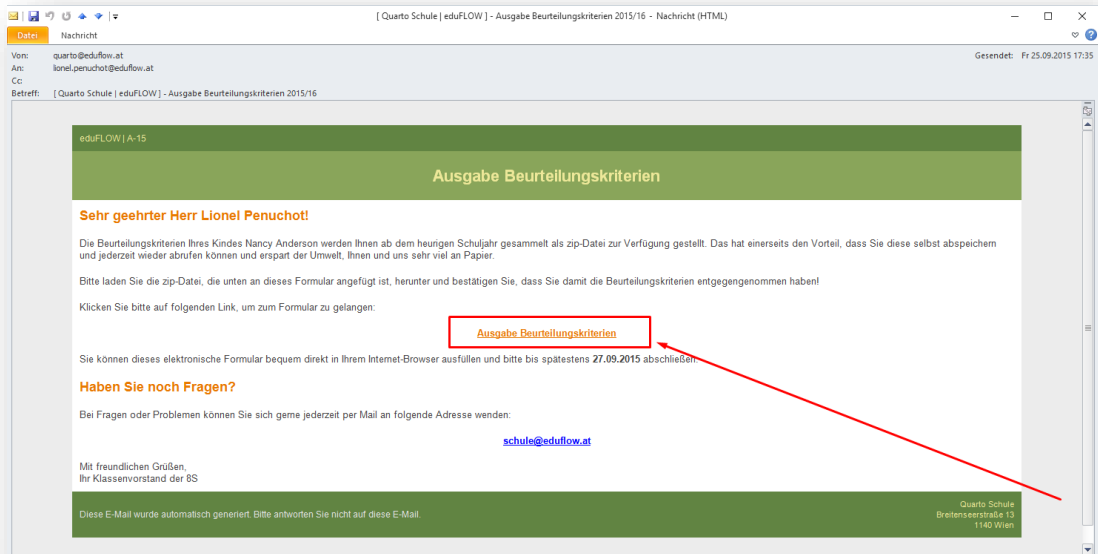 [ Quarto Schule | eduFLOW ] - Ausgabe Beurteilungskriterien 2015/16 - Nachricht (HTML)
Datei Nachricht
Von: quarto@eduflow.at Gesendet: Fr 25.09.2015 17:35
An: lionel.penuchot@eduflow.at
Cc:
Betreff: [ Quarto Schule | eduFLOW ] - Ausgabe Beurteilungskriterien 2015/16
eduFLOW | A-15
Ausgabe Beurteilungskriterien
Sehr geehrter Herr Lionel Penuchot!
Die Beurteilungskriterien Ihres Kindes Nancy Anderson werden Ihnen ab dem heurigen Schuljahr gesammelt als zip-Datei zur Verfügung gestellt. Das hat einerseits den Vorteil, dass Sie diese selbst abspeichern
und jederzeit wieder abrufen können und erspart der Umwelt, Ihnen und uns sehr viel an Papier.
Bitte laden Sie die zip-Datei, die unten an dieses Formular angefügt ist, herunter und bestätigen Sie, dass Sie damit die Beurteilungskriterien entgegengenommen haben!
Klicken Sie bitte auf folgenden Link, um zum Formular zu gelangen:
Ausgabe Beurteilungskriterien
Sie können dieses elektronische Formular bequem direkt in Ihrem Internet-Browser ausfüllen und bitte bis spätestens 27.09.2015 abschließen.
Haben Sie noch Fragen?
Bei Fragen oder Problemen können Sie sich gerne jederzeit per Mail an folgende Adresse wenden:
schule@eduflow.at
Mit freundlichen Grüßen,
Ihr Klassenvorstand der 8S
Diese E-Mail wurde automatisch generiert. Bitte antworten Sie nicht auf diese E-Mail.
Quarto Schule
Breitenseerstraße 13
1140 Wien